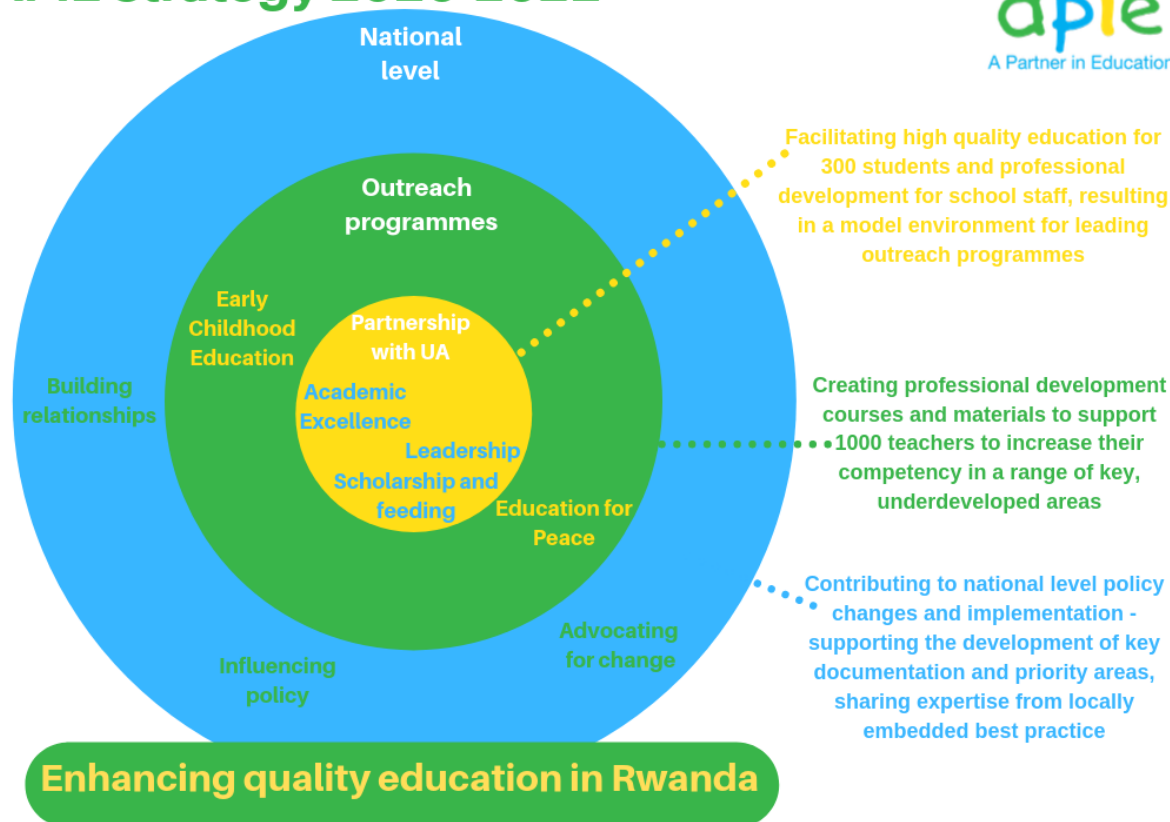 apie
A Partner in Education
National
level
Outreach
programmes
Early
Childhood
Education
Partnership
with UA
Academic
Excellence
Leadership
Scholarship and
feeding
Education for
Peace
Building
relationships
Influencing
policy
Advocating
for change
Facilitating high quality education for
300 students and professional
development for school staff, resulting
in a model environment for leading
outreach programmes
Creating professional development
courses and materials to support
1000 teachers to increase their
competency in a range of key,
underdeveloped areas
Contributing to national level policy
changes and implementation -
supporting the development of key
documentation and priority areas,
sharing expertise from locally
embedded best practice
Enhancing quality education in Rwanda